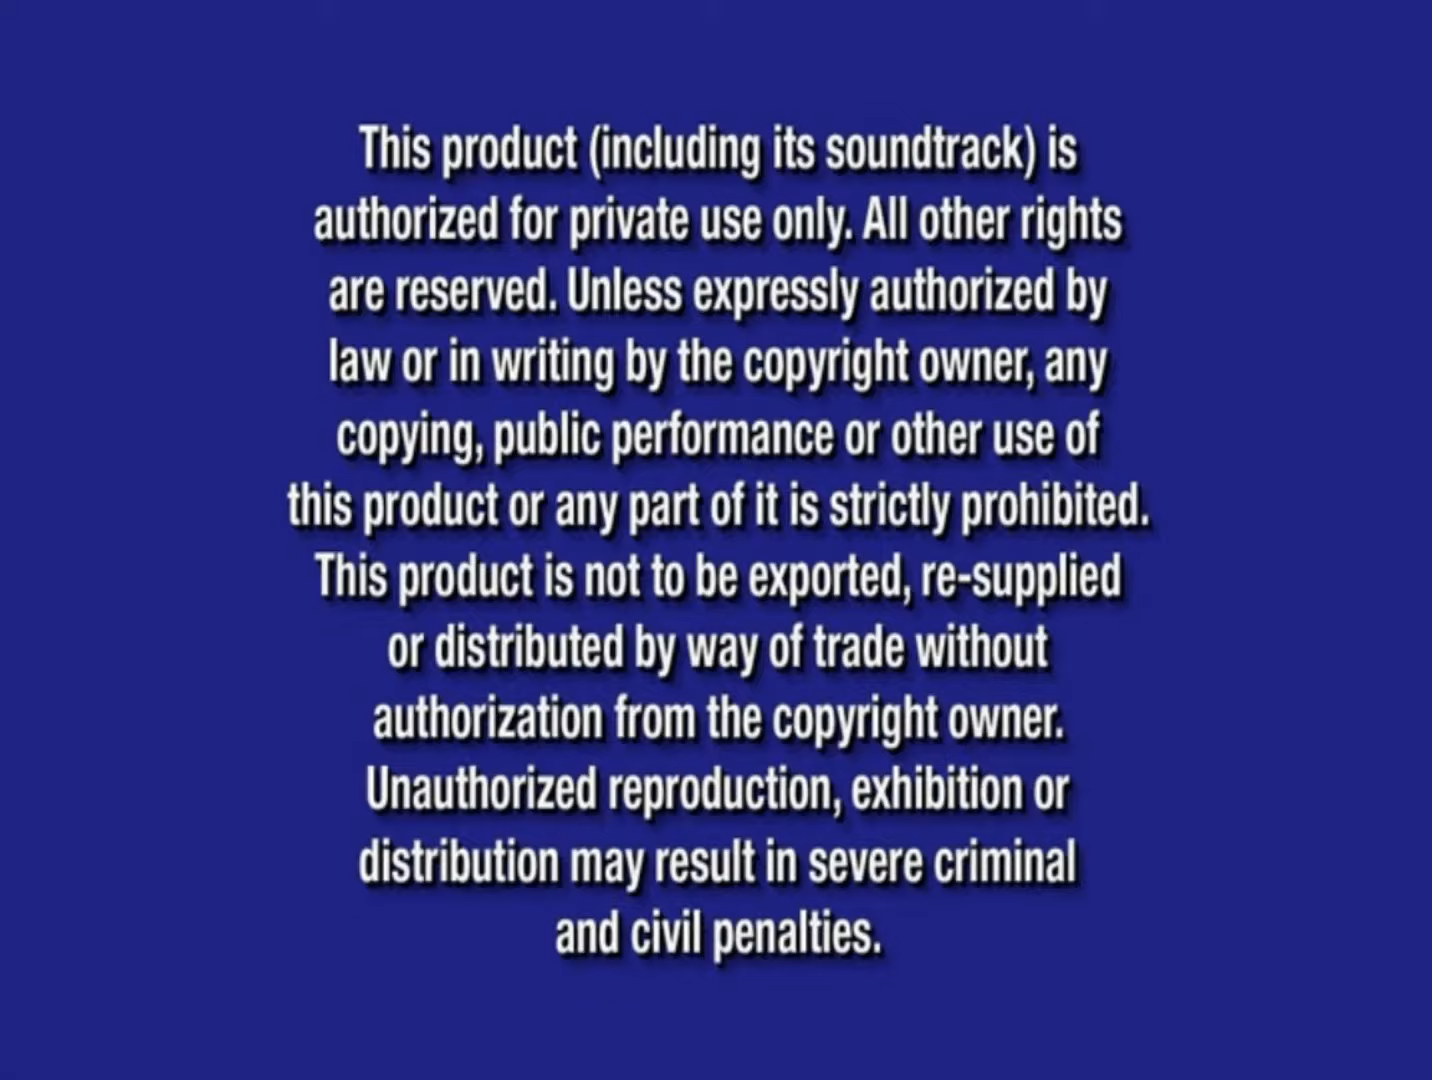 This product (including its soundtrack) is
authorized for private use only. All other rights
are reserved. Unless expressly authorized by
law or in writing by the copyright owner, any
copying, public performance or other use of
this product or any part of it is strictly prohibited.
This product is not to be exported, re-supplied
or distributed by way of trade without
authorization from the copyright owner.
Unauthorized reproduction, exhibition or
distribution may result in severe criminal
and civil penalties.